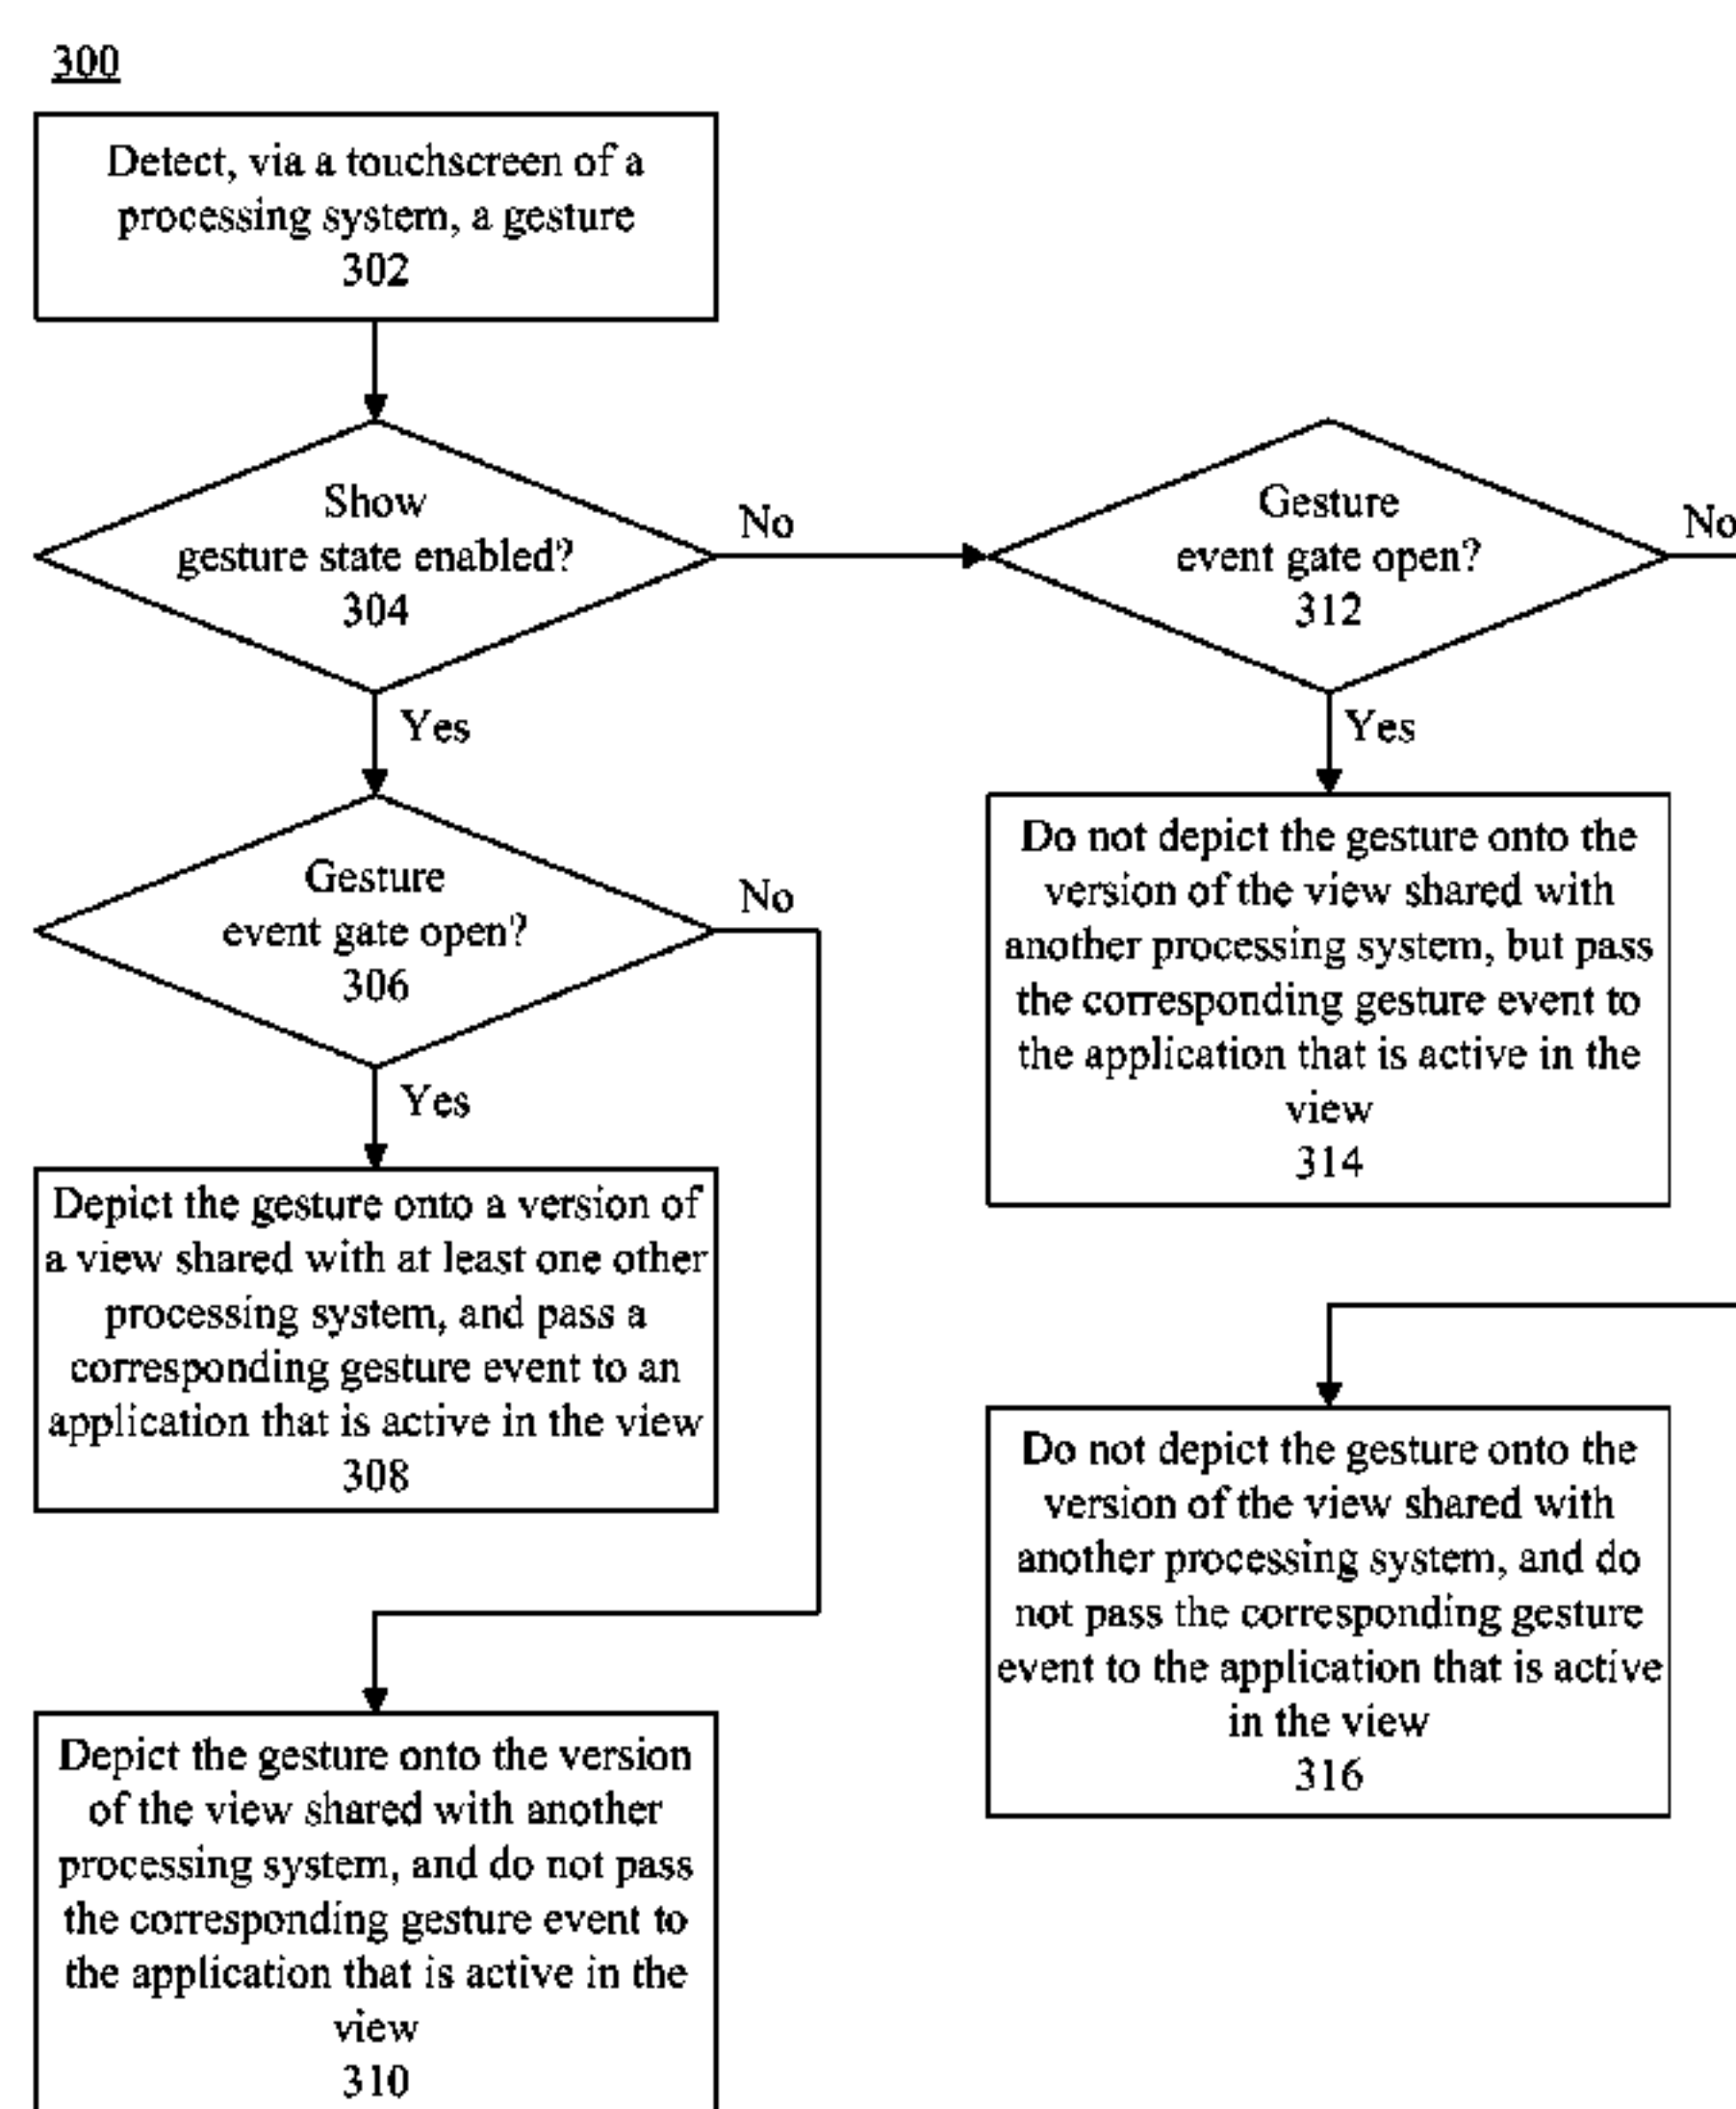 300
Detect, via a touchscreen of a
processing system, a gesture
302
Show
gesture state enabled?
304
No
Yes
Gesture
event gate open?
306
No
Yes
Depict the gesture onto a version of
a view shared with at least one other
processing system, and pass a
corresponding gesture event to an
application that is active in the view
308
Depict the gesture onto the version
of the view shared with another
processing system, and do not pass
the corresponding gesture event to
the application that is active in the
view
310
Gesture
event gate open?
312
No
Yes
Do not depict the gesture onto the
version of the view shared with
another processing system, but pass
the corresponding gesture event to
the application that is active in the
view
314
Do not depict the gesture onto the
version of the view shared with
another processing system, and do
not pass the corresponding gesture
event to the application that is active
in the view
316